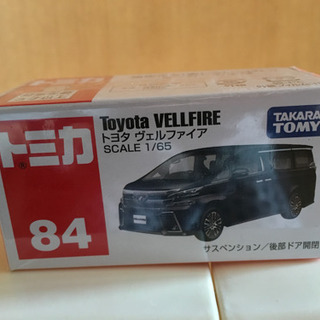 Toyota VELLFIRE
トヨタ ヴェルファイア
SCALE 1/65
TAKARA
TOMY
トミカ
84
サスペンション／後部ドア開閉